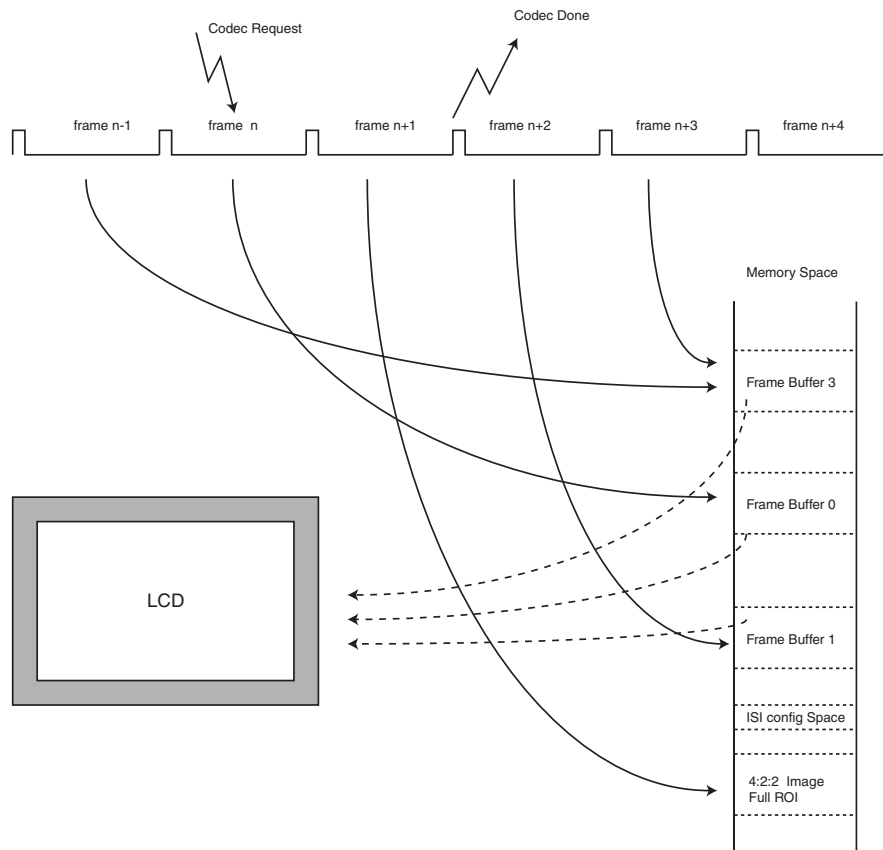 Codec Request
Codec Done
frame n-1
frame n
frame n+1
frame n+2
frame n+3
frame n+4
Memory Space
Frame Buffer 3
Frame Buffer 0
LCD
Frame Buffer 1
ISI config Space
4:2:2 Image
Full ROI